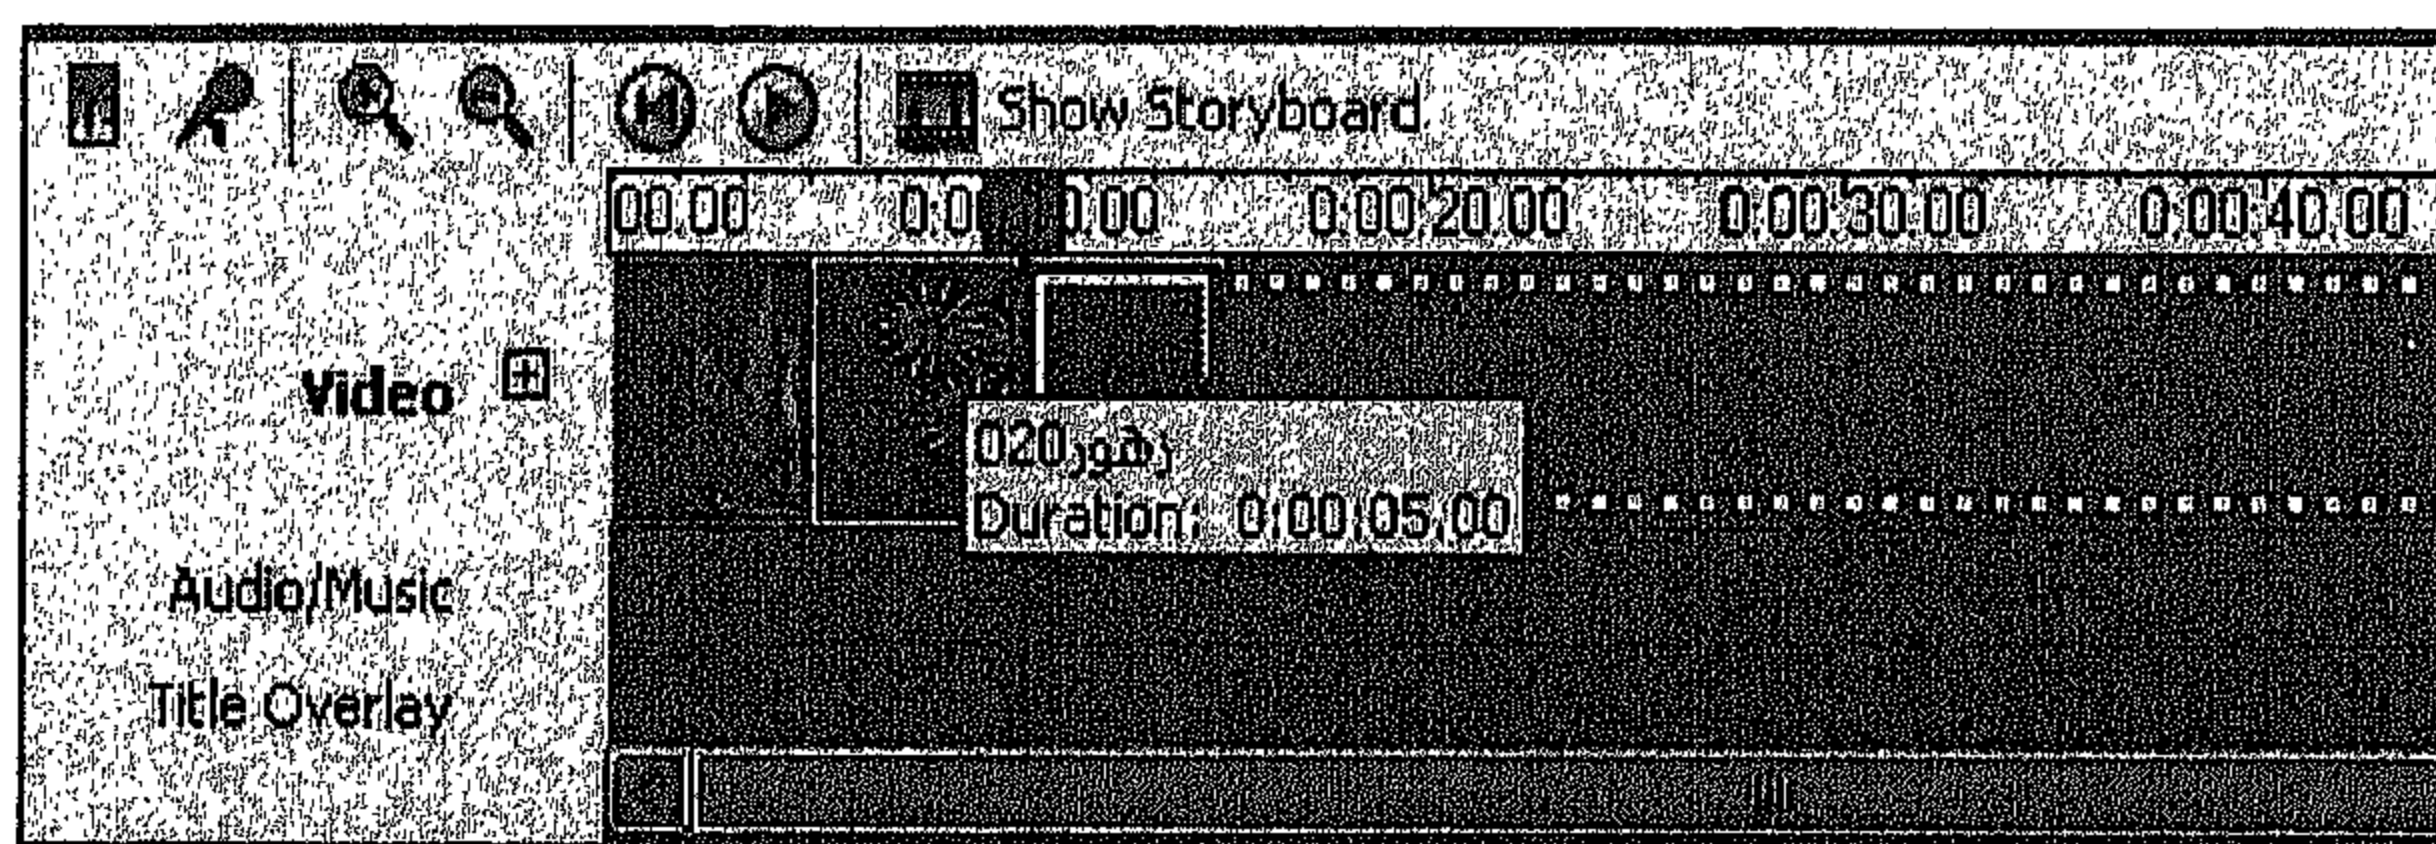 Show Storyboard
00.00 0:00:20.00 0:00:30.00 0:00:40.00
Video
زهور020
Duration: 0:00:05.00
Audio/Music
Title Overlay